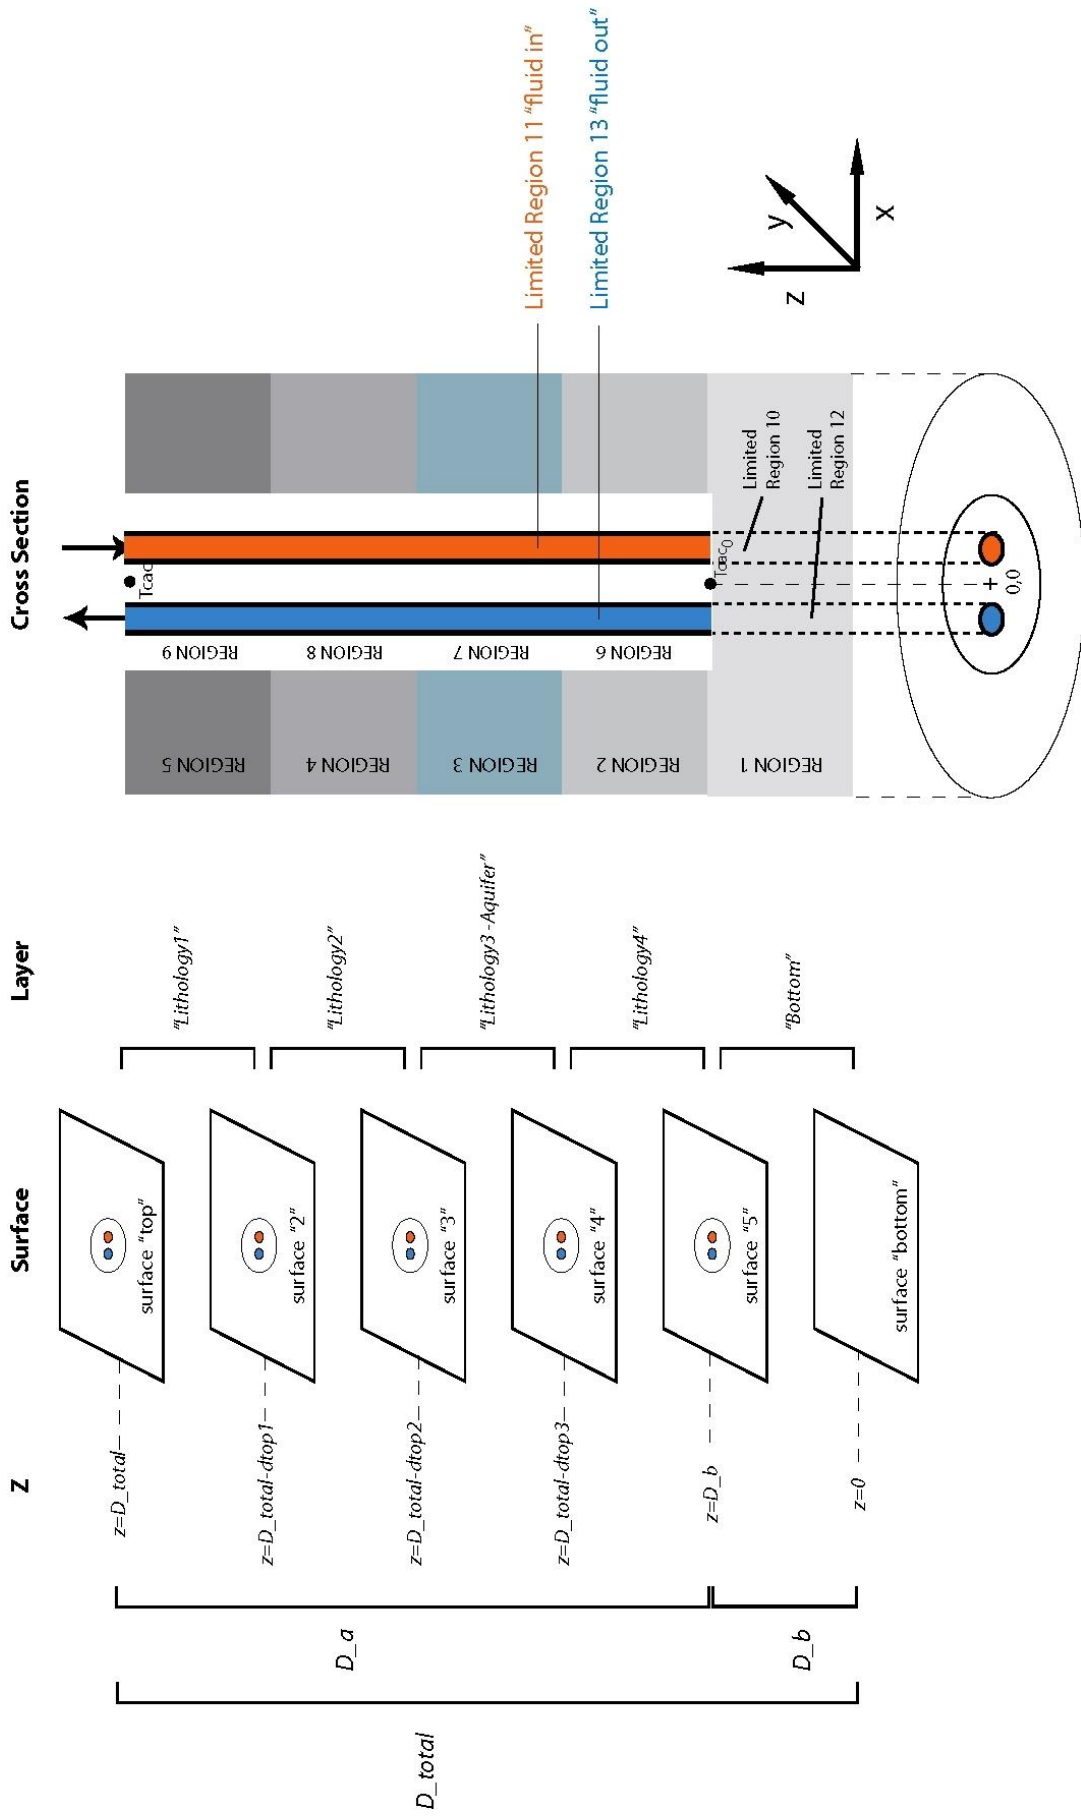 Z
Surface
Layer
Cross Section
D_total
D_a
D_b
z=D_total
z=D_total-dtop1
z=D_total-dtop2
z=D_total-dtop3
z=D_b
z=0
surface “top”
surface “2”
surface “3”
surface “4”
surface “5”
surface “bottom”
“Lithology1”
“Lithology2”
“Lithology3-Aquifer”
“Lithology4”
“Bottom”
REGION 5
REGION 4
REGION 3
REGION 2
REGION 1
REGION 9
REGION 8
REGION 7
REGION 6
Tcac
Limited
Region 10
Limited
Region 12
0,0
Limited Region 11 “fluid in”
Limited Region 13 “fluid out”
z
y
x